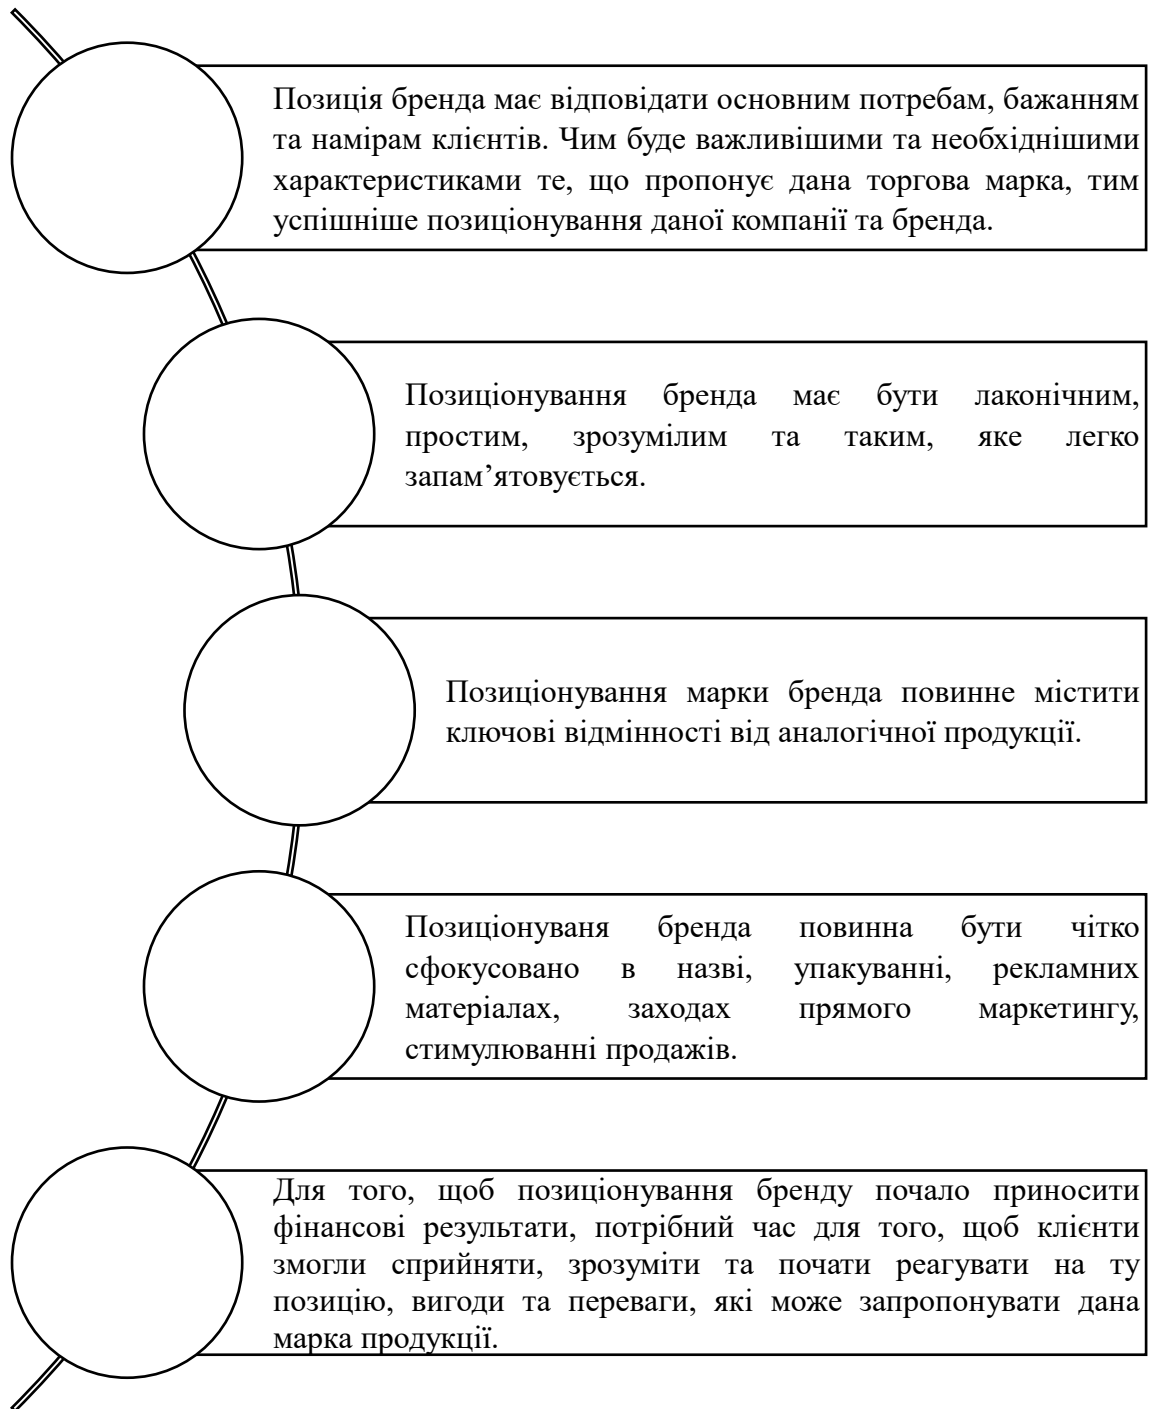 Позиція бренда має відповідати основним потребам, бажанням
та намірам клієнтів. Чим буде важливішими та необхіднішими
характеристиками те, що пропонує дана торгова марка, тим
успішніше позиціонування даної компанії та бренда.
Позиціонування бренда має бути лаконічним,
простим, зрозумілим та таким, яке легко
запам’ятовується.
Позиціонування марки бренда повинне містити
ключові відмінності від аналогічної продукції.
Позиціонуваня бренда повинна бути чітко
сфокусовано в назві, упакуванні, рекламних
матеріалах, заходах прямого маркетингу,
стимулюванні продажів.
Для того, щоб позиціонування бренду почало приносити
фінансові результати, потрібний час для того, щоб клієнти
змогли сприйняти, зрозуміти та почати реагувати на ту
позицію, вигоди та переваги, які може запропонувати дана
марка продукції.